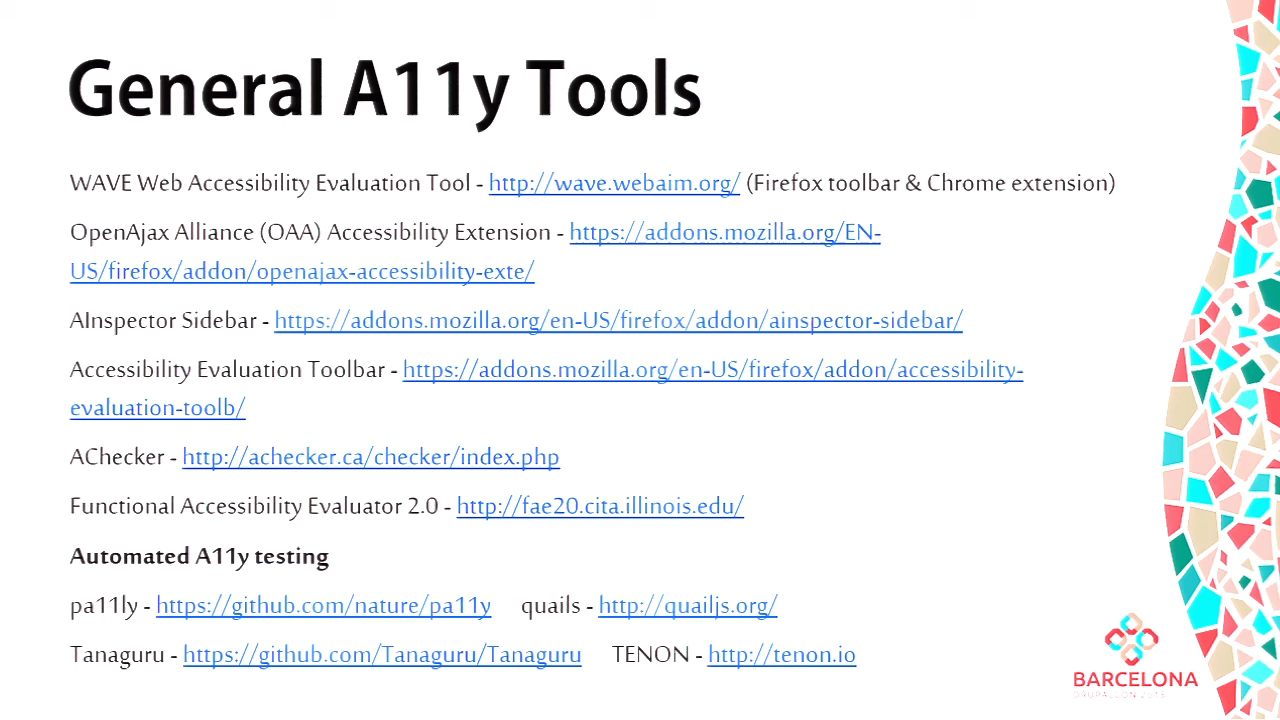 General A11y Tools
WAVE Web Accessibility Evaluation Tool - http://wave.webaim.org/ (Firefox toolbar & Chrome extension)
OpenAjax Alliance (OAA) Accessibility Extension - https://addons.mozilla.org/EN-
US/firefox/addon/openajax-accessibility-exte/
AInspector Sidebar - https://addons.mozilla.org/en-US/firefox/addon/ainspector-sidebar/
Accessibility Evaluation Toolbar - https://addons.mozilla.org/en-US/firefox/addon/accessibility-
evaluation-toolb/
AChecker - http://achecker.ca/checker/index.php
Functional Accessibility Evaluator 2.0 - http://fae20.cita.illinois.edu/
Automated A11y testing
pa11ly - https://github.com/nature/pa11y quails - http://quailjs.org/
Tanaguru - https://github.com/Tanaguru/Tanaguru TENON - http://tenon.io
BARCELONA
DRUPALCON 2015